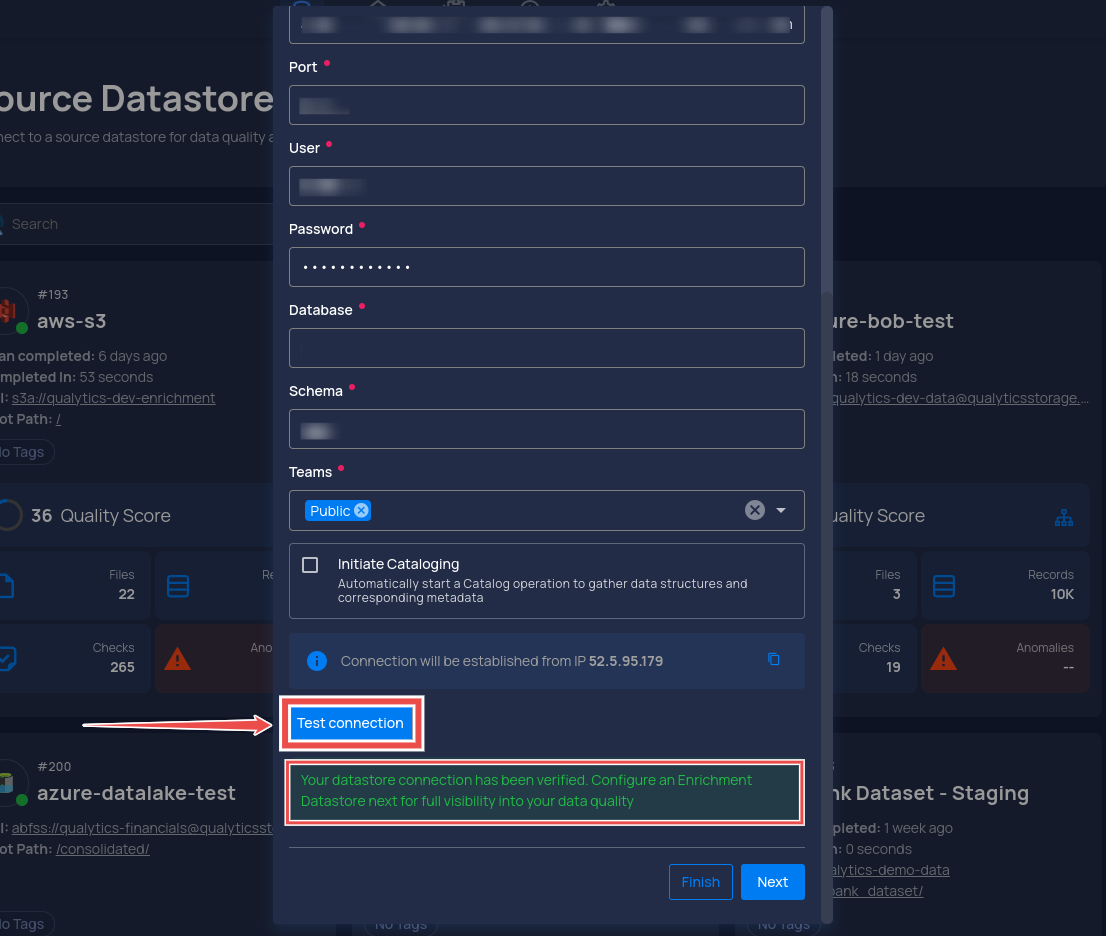 Port
ource Datastore
nect to a source datastore for data quality a
User
Search
Password
••••••••••••
Database
#193
aws-s3
an completed: 6 days ago
mpleted In: 53 seconds
I: s3a://qualytics-dev-enrichment
ot Path: /
lo Tags
ure-bob-test
leted: 1 day ago
n: 18 seconds
qualytics-dev-data@qualyticsstorage....
Schema
Teams
Public
36 Quality Score
uality Score
Initiate Cataloging
Automatically start a Catalog operation to gather data structures and
corresponding metadata
Files
22
Re
Files
3
Records
10K
Checks
265
Ano
Checks
19
Anomalies
--
Connection will be established from IP 52.5.95.179
Test connection
Your datastore connection has been verified. Configure an Enrichment
Datastore next for full visibility into your data quality
#200
azure-datalake-test
I: abfss://qualytics-financials@qualyticsst
ot Path: /consolidated/
lo Tags
nk Dataset - Staging
pleted: 1 week ago
n: 0 seconds
alytics-demo-data
bank_dataset/
Finish
Next
No Tags
No Tags